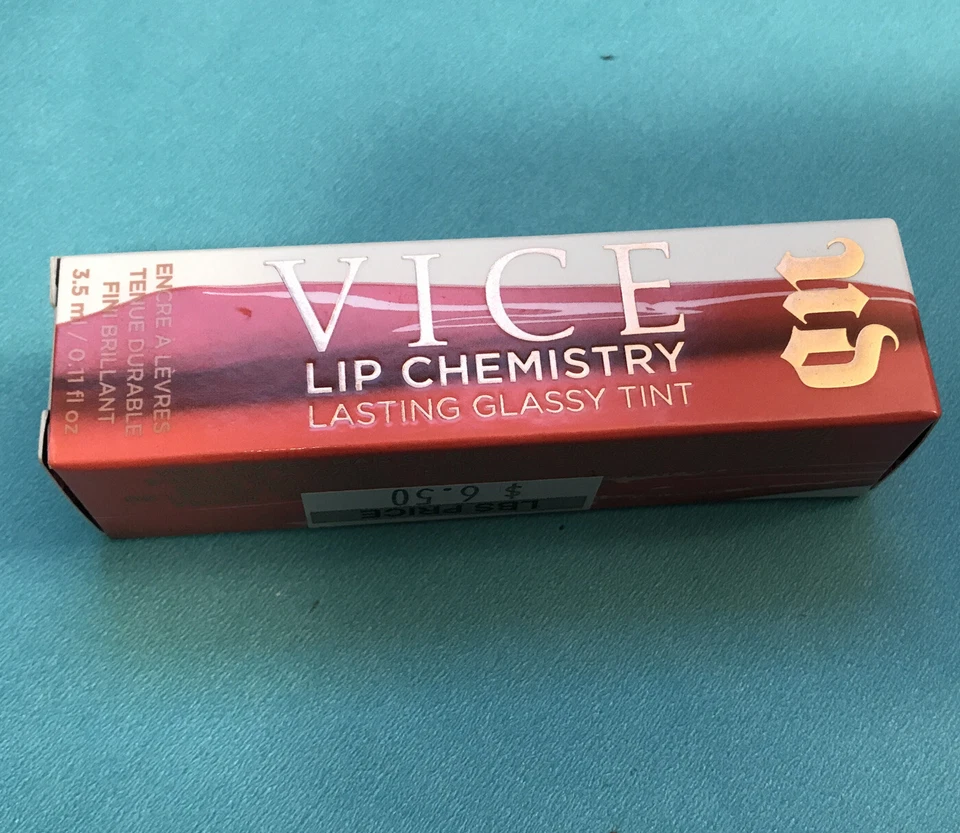 VICE
LIP CHEMISTRY
LASTING GLASSY TINT
UD
ENCRE À LÈVRES
TENUE DURABLE
FINI BRILLANT
3.5 ml / 0.11 fl oz
LBS PRICE
$ 6.50